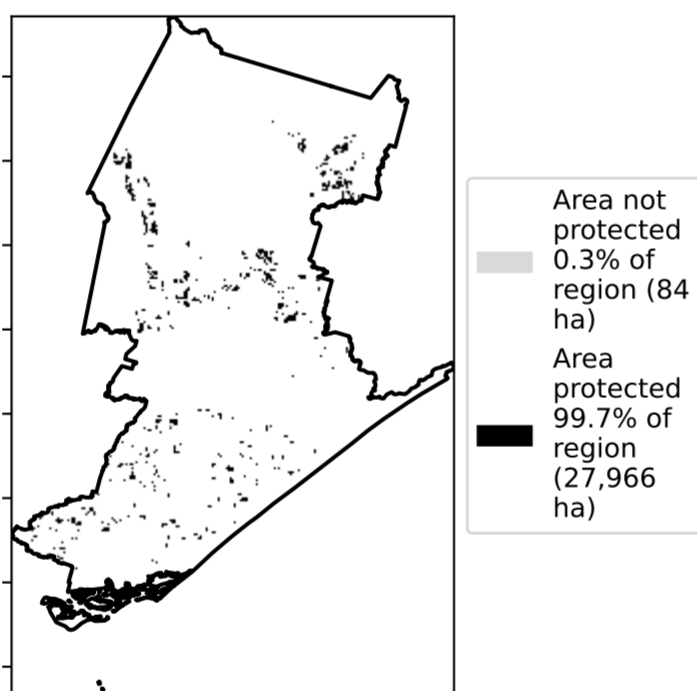 Area not
protected
0.3% of
region (84
ha)
Area
protected
99.7% of
region
(27,966
ha)